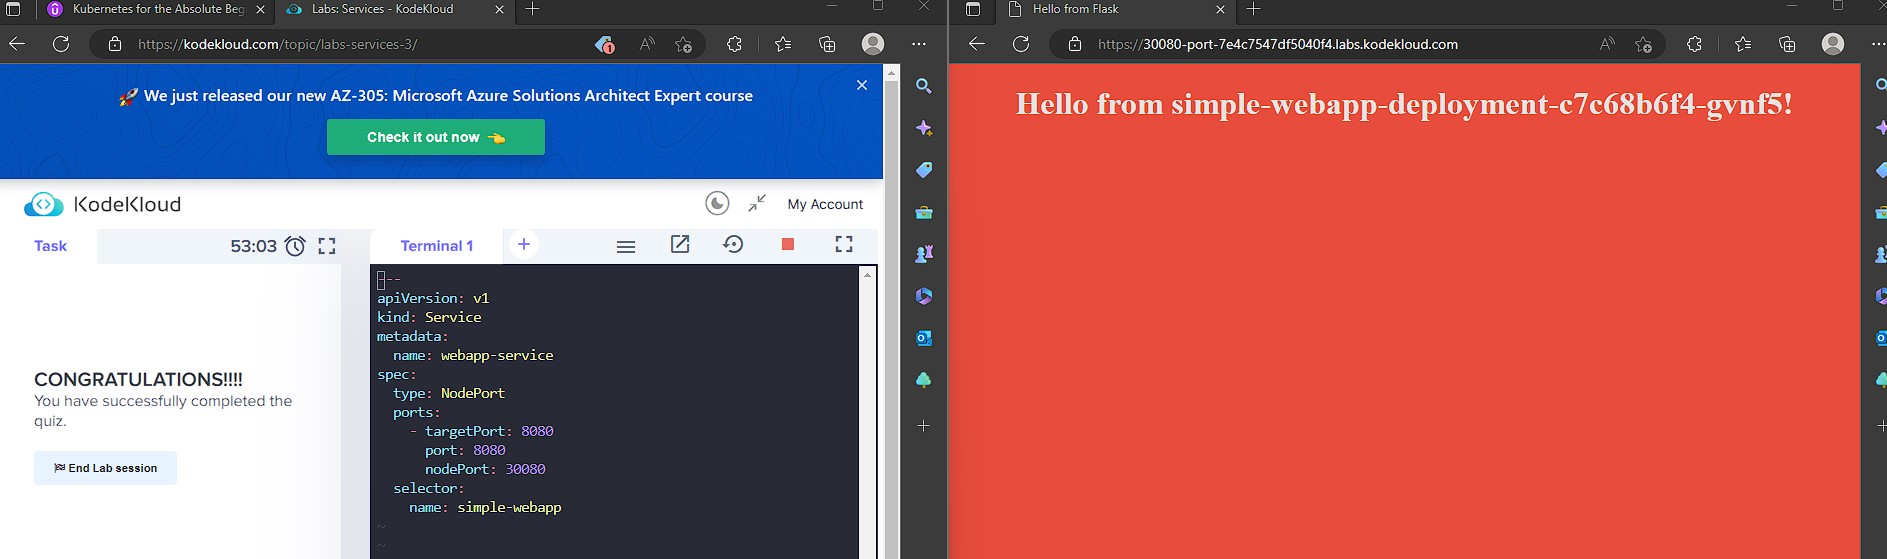 Kubernetes for the Absolute Beg
Labs: Services - KodeKloud
https://kodekloud.com/topic/labs-services-3/
1
We just released our new AZ-305: Microsoft Azure Solutions Architect Expert course
Check it out now
KodeKloud
My Account
Task
53:03
Terminal 1
CONGRATULATIONS!!!!
You have successfully completed the
quiz.
End Lab session
---
apiVersion: v1
kind: Service
metadata:
  name: webapp-service
spec:
  type: NodePort
  ports:
    - targetPort: 8080
      port: 8080
      nodePort: 30080
  selector:
    name: simple-webapp
~
~
Hello from Flask
https://30080-port-7e4c7547df5040f4.labs.kodekloud.com
Hello from simple-webapp-deployment-c7c68b6f4-gvnf5!